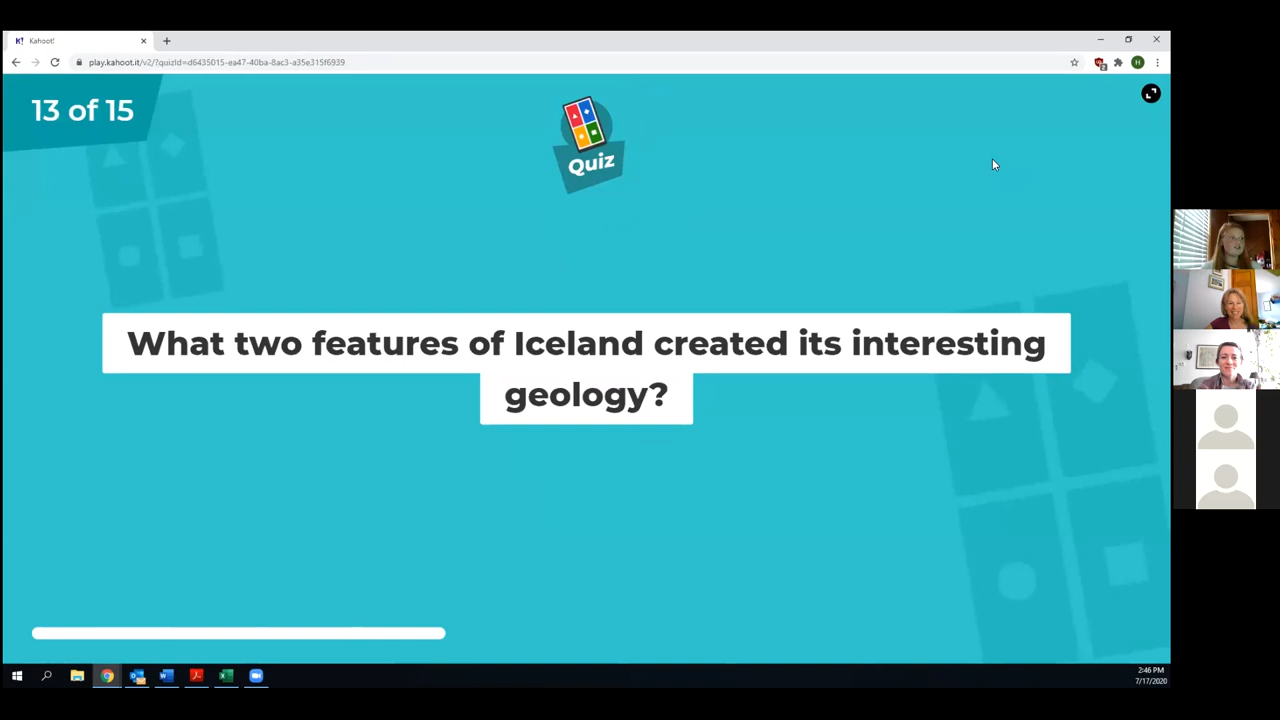 Kahoot!
play.kahoot.it/v2/?quizId=d6435015-ea47-40ba-8ac3-a35e315f6939
13 of 15
Quiz
What two features of Iceland created its interesting
geology?
2:46 PM
7/17/2020